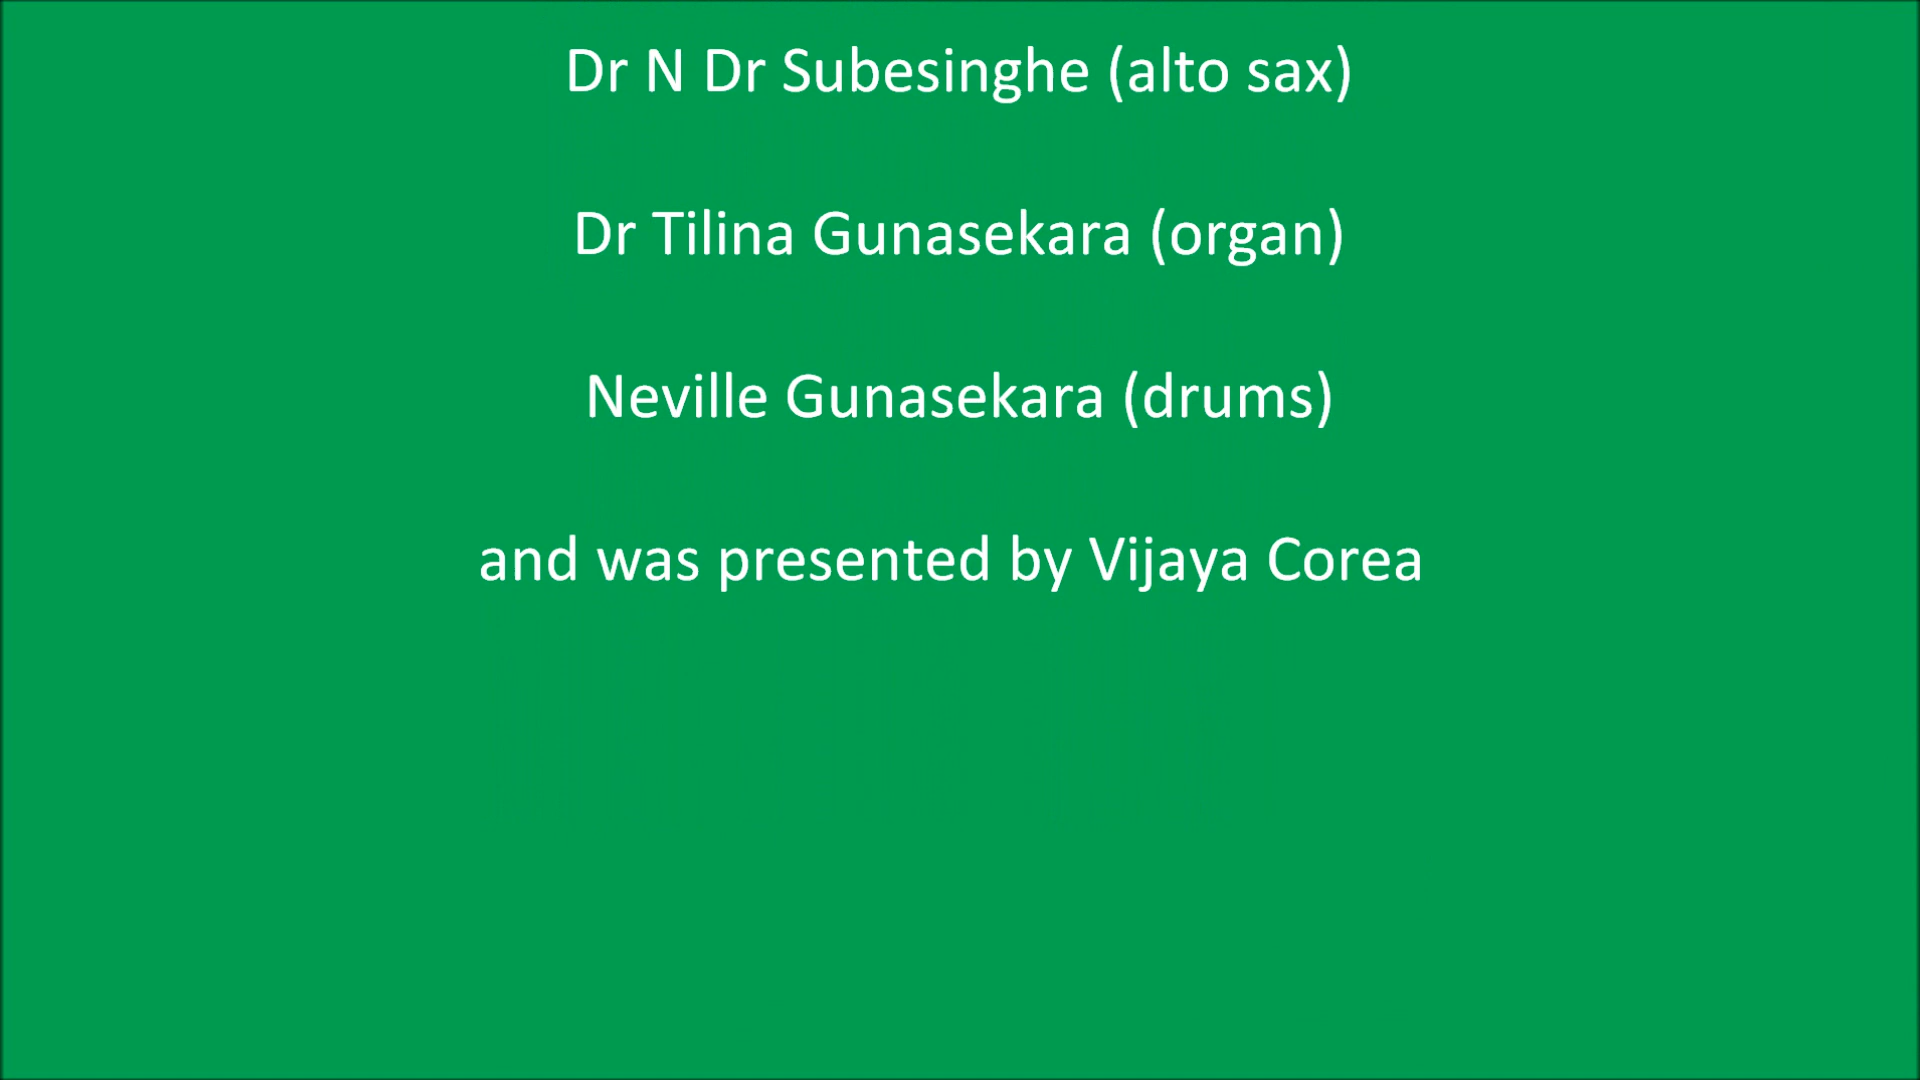 Dr N Dr Subesinghe (alto sax)
Dr Tilina Gunasekara (organ)
Neville Gunasekara (drums)
and was presented by Vijaya Corea